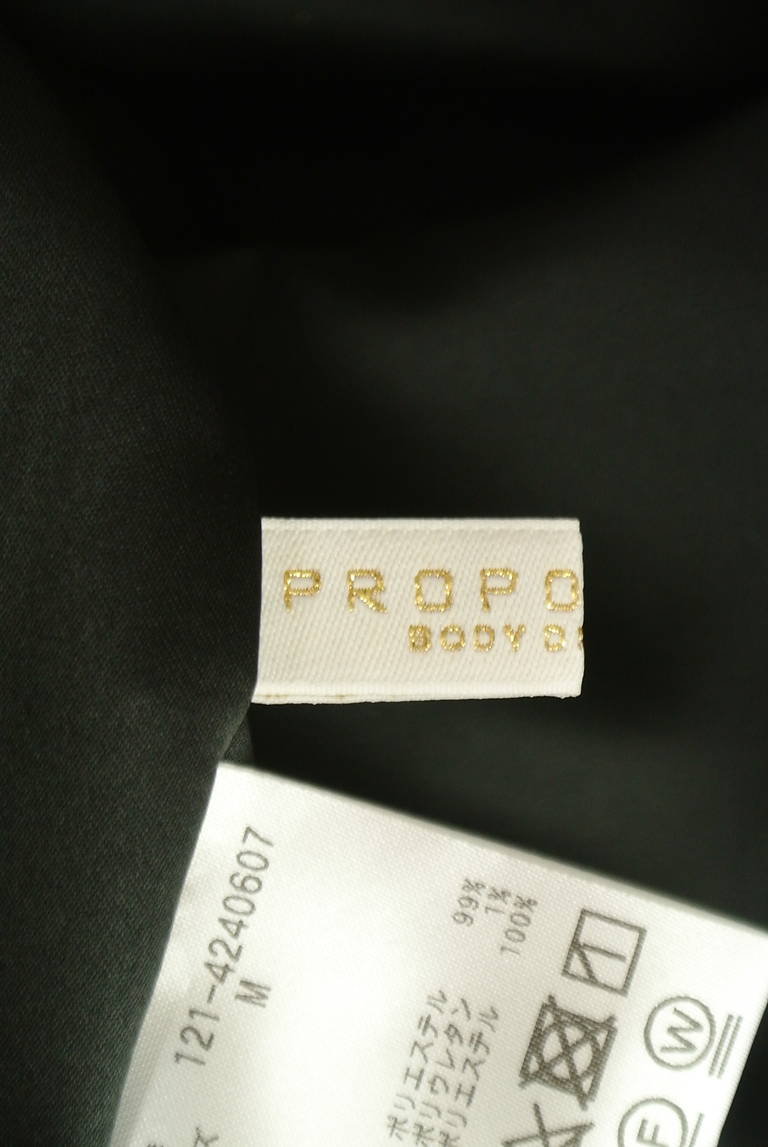 PROPO
BODY D
121-4240607
M
ポリエステル 99%
ポリウレタン 1%
ポリエステル 100%
W
F